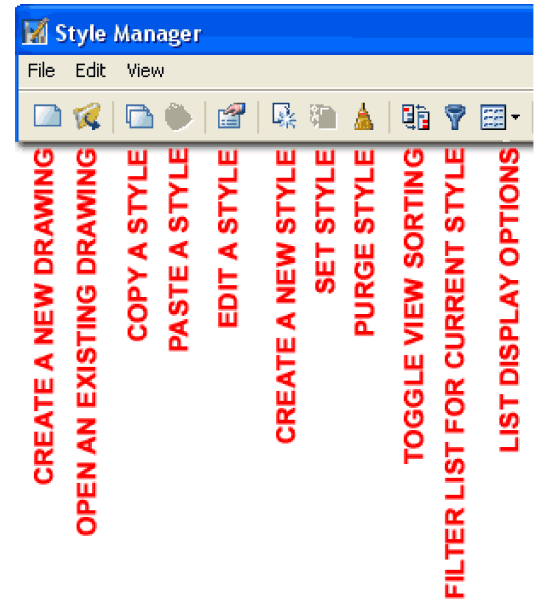 Style Manager
File Edit View
CREATE A NEW DRAWING
OPEN AN EXISTING DRAWING
COPY A STYLE
PASTE A STYLE
EDIT A STYLE
CREATE A NEW STYLE
SET STYLE
PURGE STYLE
TOGGLE VIEW SORTING
FILTER LIST FOR CURRENT STYLE
LIST DISPLAY OPTIONS